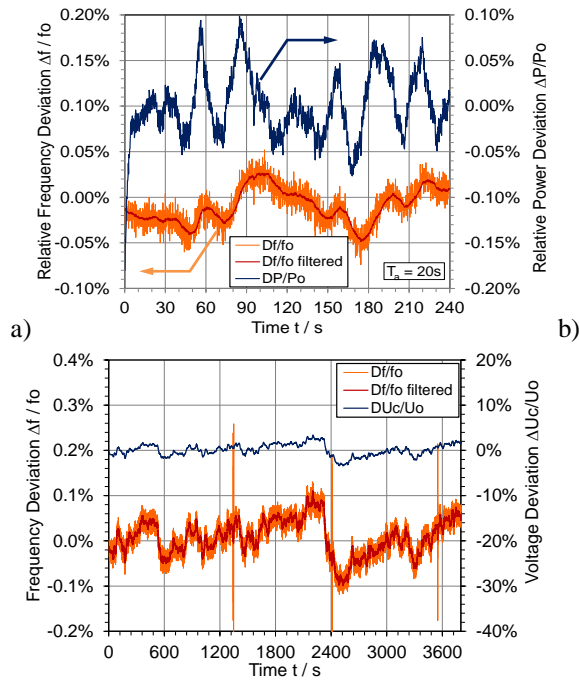 0.20%
0.15%
0.10%
0.05%
0.00%
-0.05%
-0.10%
Relative Frequency Deviation Δf / fo
0.10%
0.05%
0.00%
-0.05%
-0.10%
-0.15%
-0.20%
Relative Power Deviation ΔP/Po
Df/fo
Df/fo filtered
DP/Po
Ta = 20s
0 30 60 90 120 150 180 210 240
Time t / s
a)
b)
0.4%
0.3%
0.2%
0.1%
0.0%
-0.1%
-0.2%
Frequency Deviation Δf / fo
20%
10%
0%
-10%
-20%
-30%
-40%
Voltage Deviation ΔUc/Uo
Df/fo
Df/fo filtered
DUc/Uo
0 600 1200 1800 2400 3000 3600
Time t / s